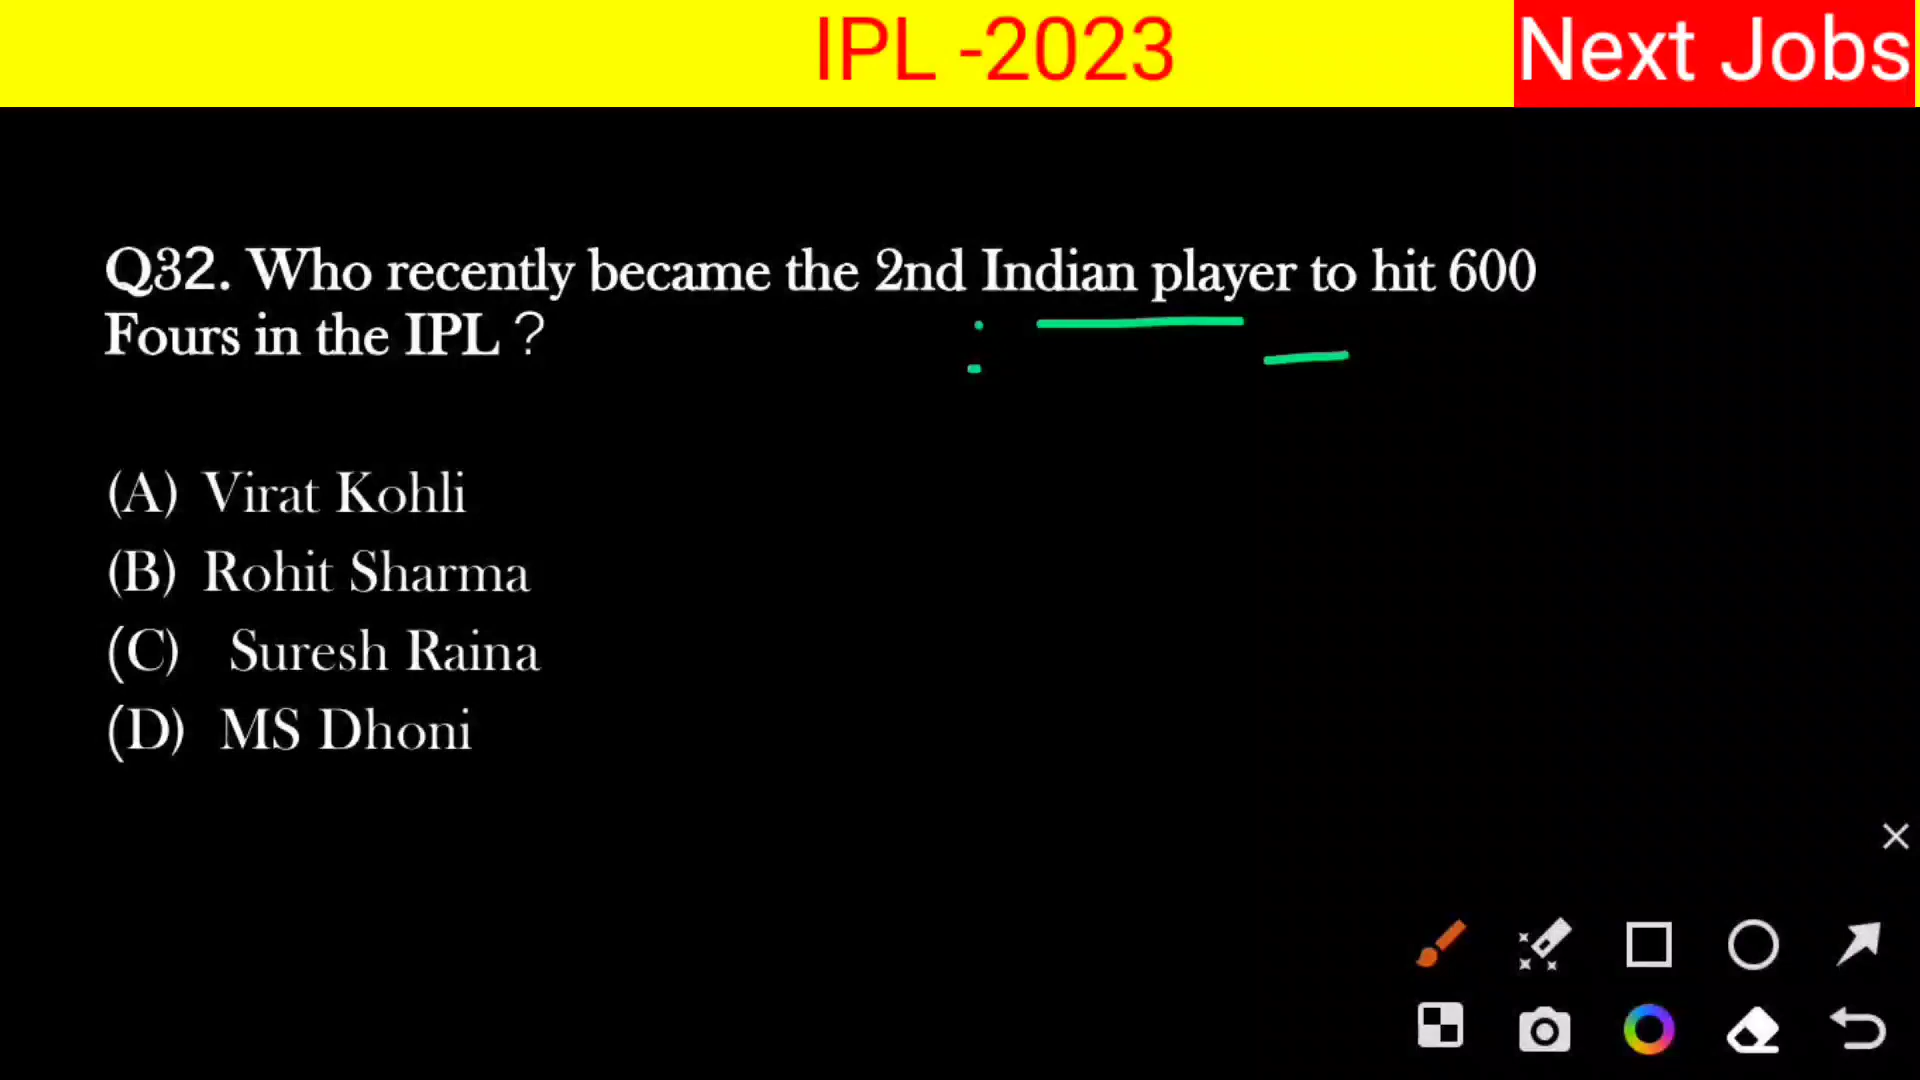 IPL -2023
Next Jobs
Q32. Who recently became the 2nd Indian player to hit 600
Fours in the IPL ?
(A) Virat Kohli
(B) Rohit Sharma
(C) Suresh Raina
(D) MS Dhoni